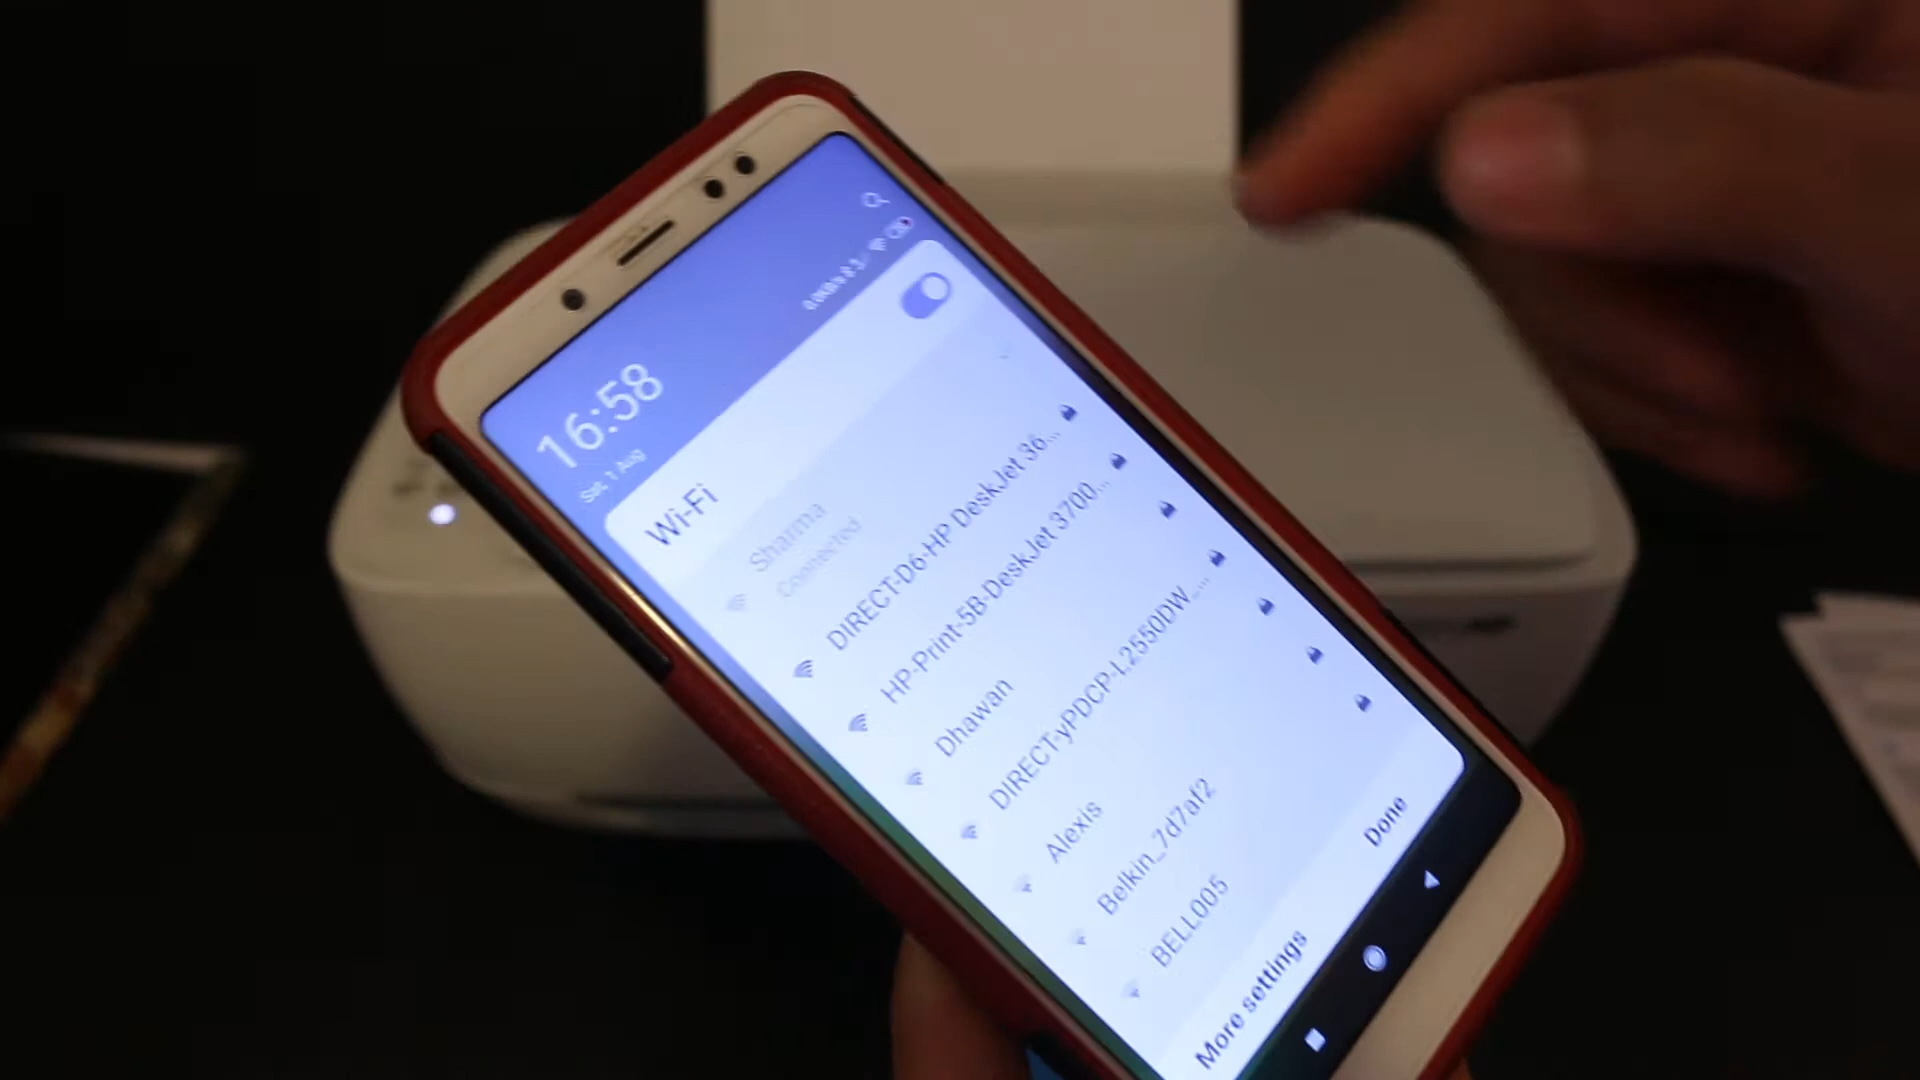 16:58
Sat, 1 Aug
Wi-Fi
Sharma
Connected
DIRECT-D6-HP DeskJet 36...
HP-Print-5B-DeskJet 3700...
Dhawan
DIRECT-yPDCP-L2550DW_...
Alexis
Belkin_7d7af2
BELL005
More settings
Done